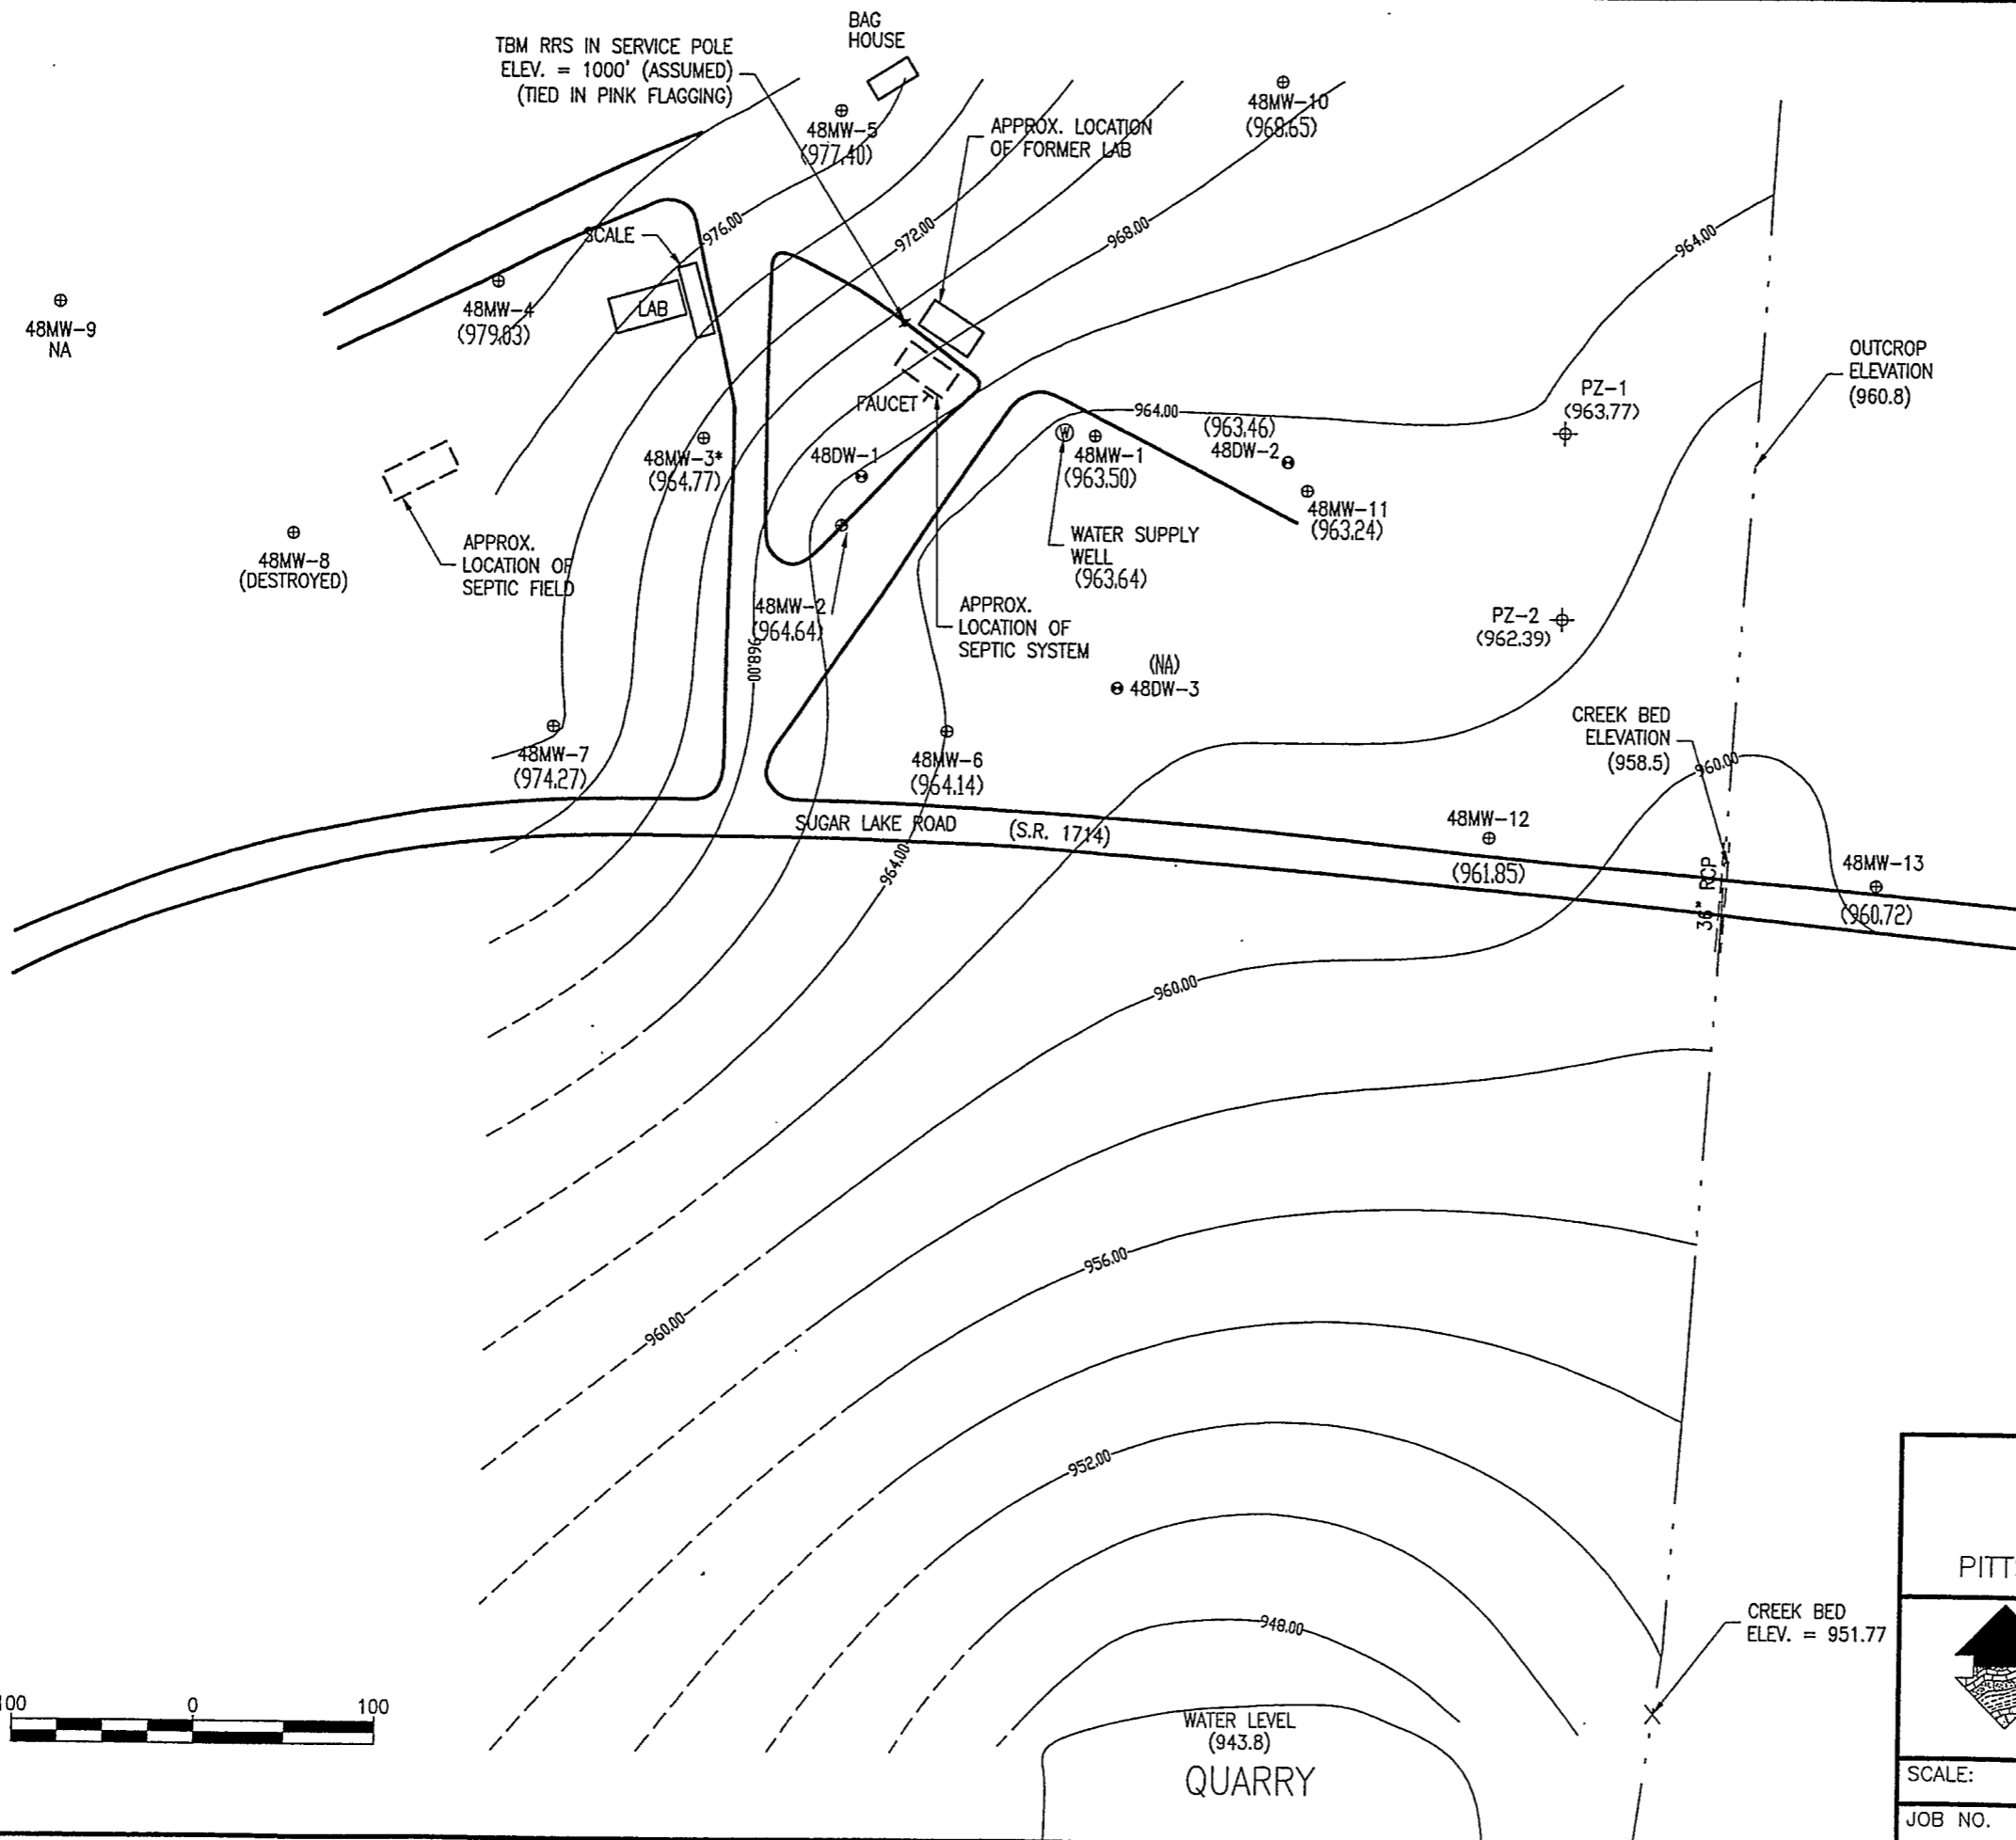 BAG
HOUSE
TBM RRS IN SERVICE POLE
ELEV. = 1000' (ASSUMED)
(TIED IN PINK FLAGGING)
48MW-5
(977.40)
48MW-10
(968.65)
APPROX. LOCATION
OF FORMER LAB
SCALE
976.00
972.00
968.00
964.00
48MW-4
(979.03)
LAB
48MW-9
NA
OUTCROP
ELEVATION
(960.8)
PZ-1
(963.77)
FAUCET
964.00
(963.46)
48DW-2
48MW-3*
(964.77)
48DW-1
48MW-1
(963.50)
48MW-11
(963.24)
48MW-8
(DESTROYED)
APPROX.
LOCATION OF
SEPTIC FIELD
WATER SUPPLY
WELL
(963.64)
48MW-2
(964.64)
APPROX.
LOCATION OF
SEPTIC SYSTEM
PZ-2
(962.39)
968.00
(NA)
48DW-3
CREEK BED
ELEVATION
(958.5)
960.00
48MW-7
(974.27)
48MW-6
(964.14)
SUGAR LAKE ROAD (S.R. 1714)
48MW-12
(961.85)
36" RCP
48MW-13
(960.72)
964.00
960.00
956.00
960.00
952.00
948.00
CREEK BED
ELEV. = 951.77
WATER LEVEL
(943.8)
QUARRY
100 0 100
PITT
SCALE:
JOB NO.